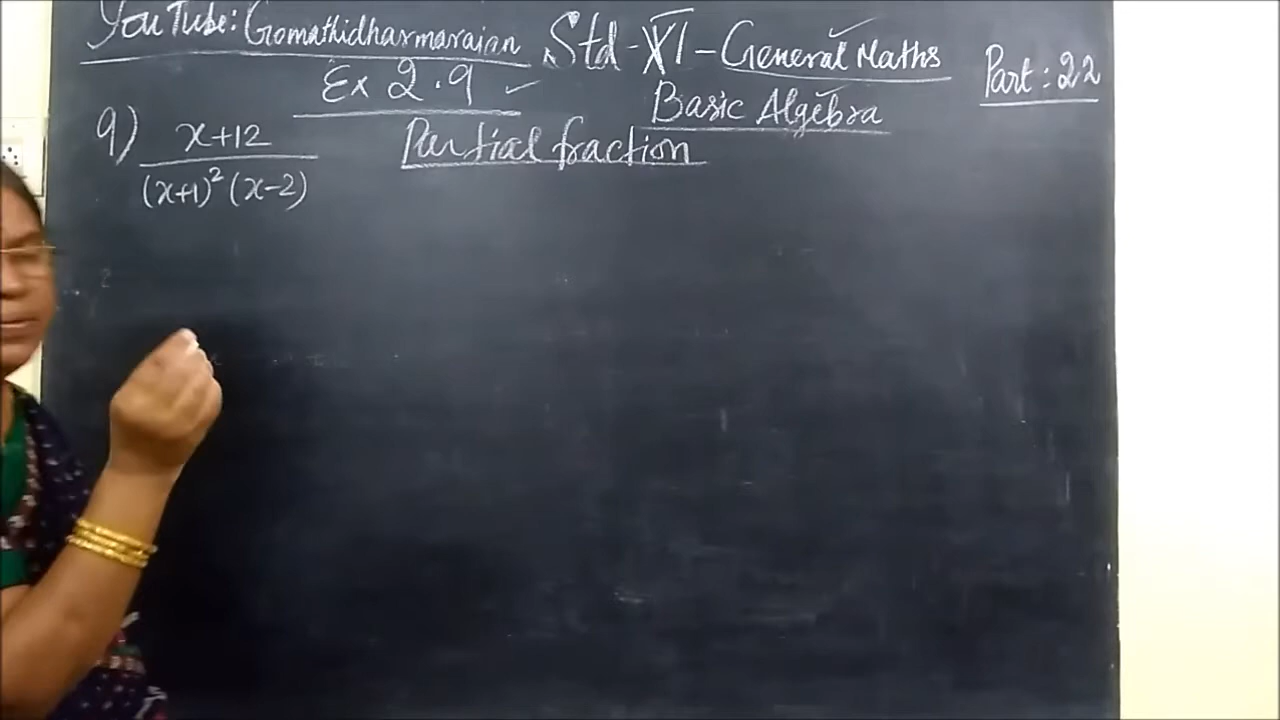 YouTube: Gomathidharmaraian
Std-XI-General Maths
Part: 22
Ex 2.9
Basic Algebra
Partial fraction
9) x+12
(x+1)² (x-2)